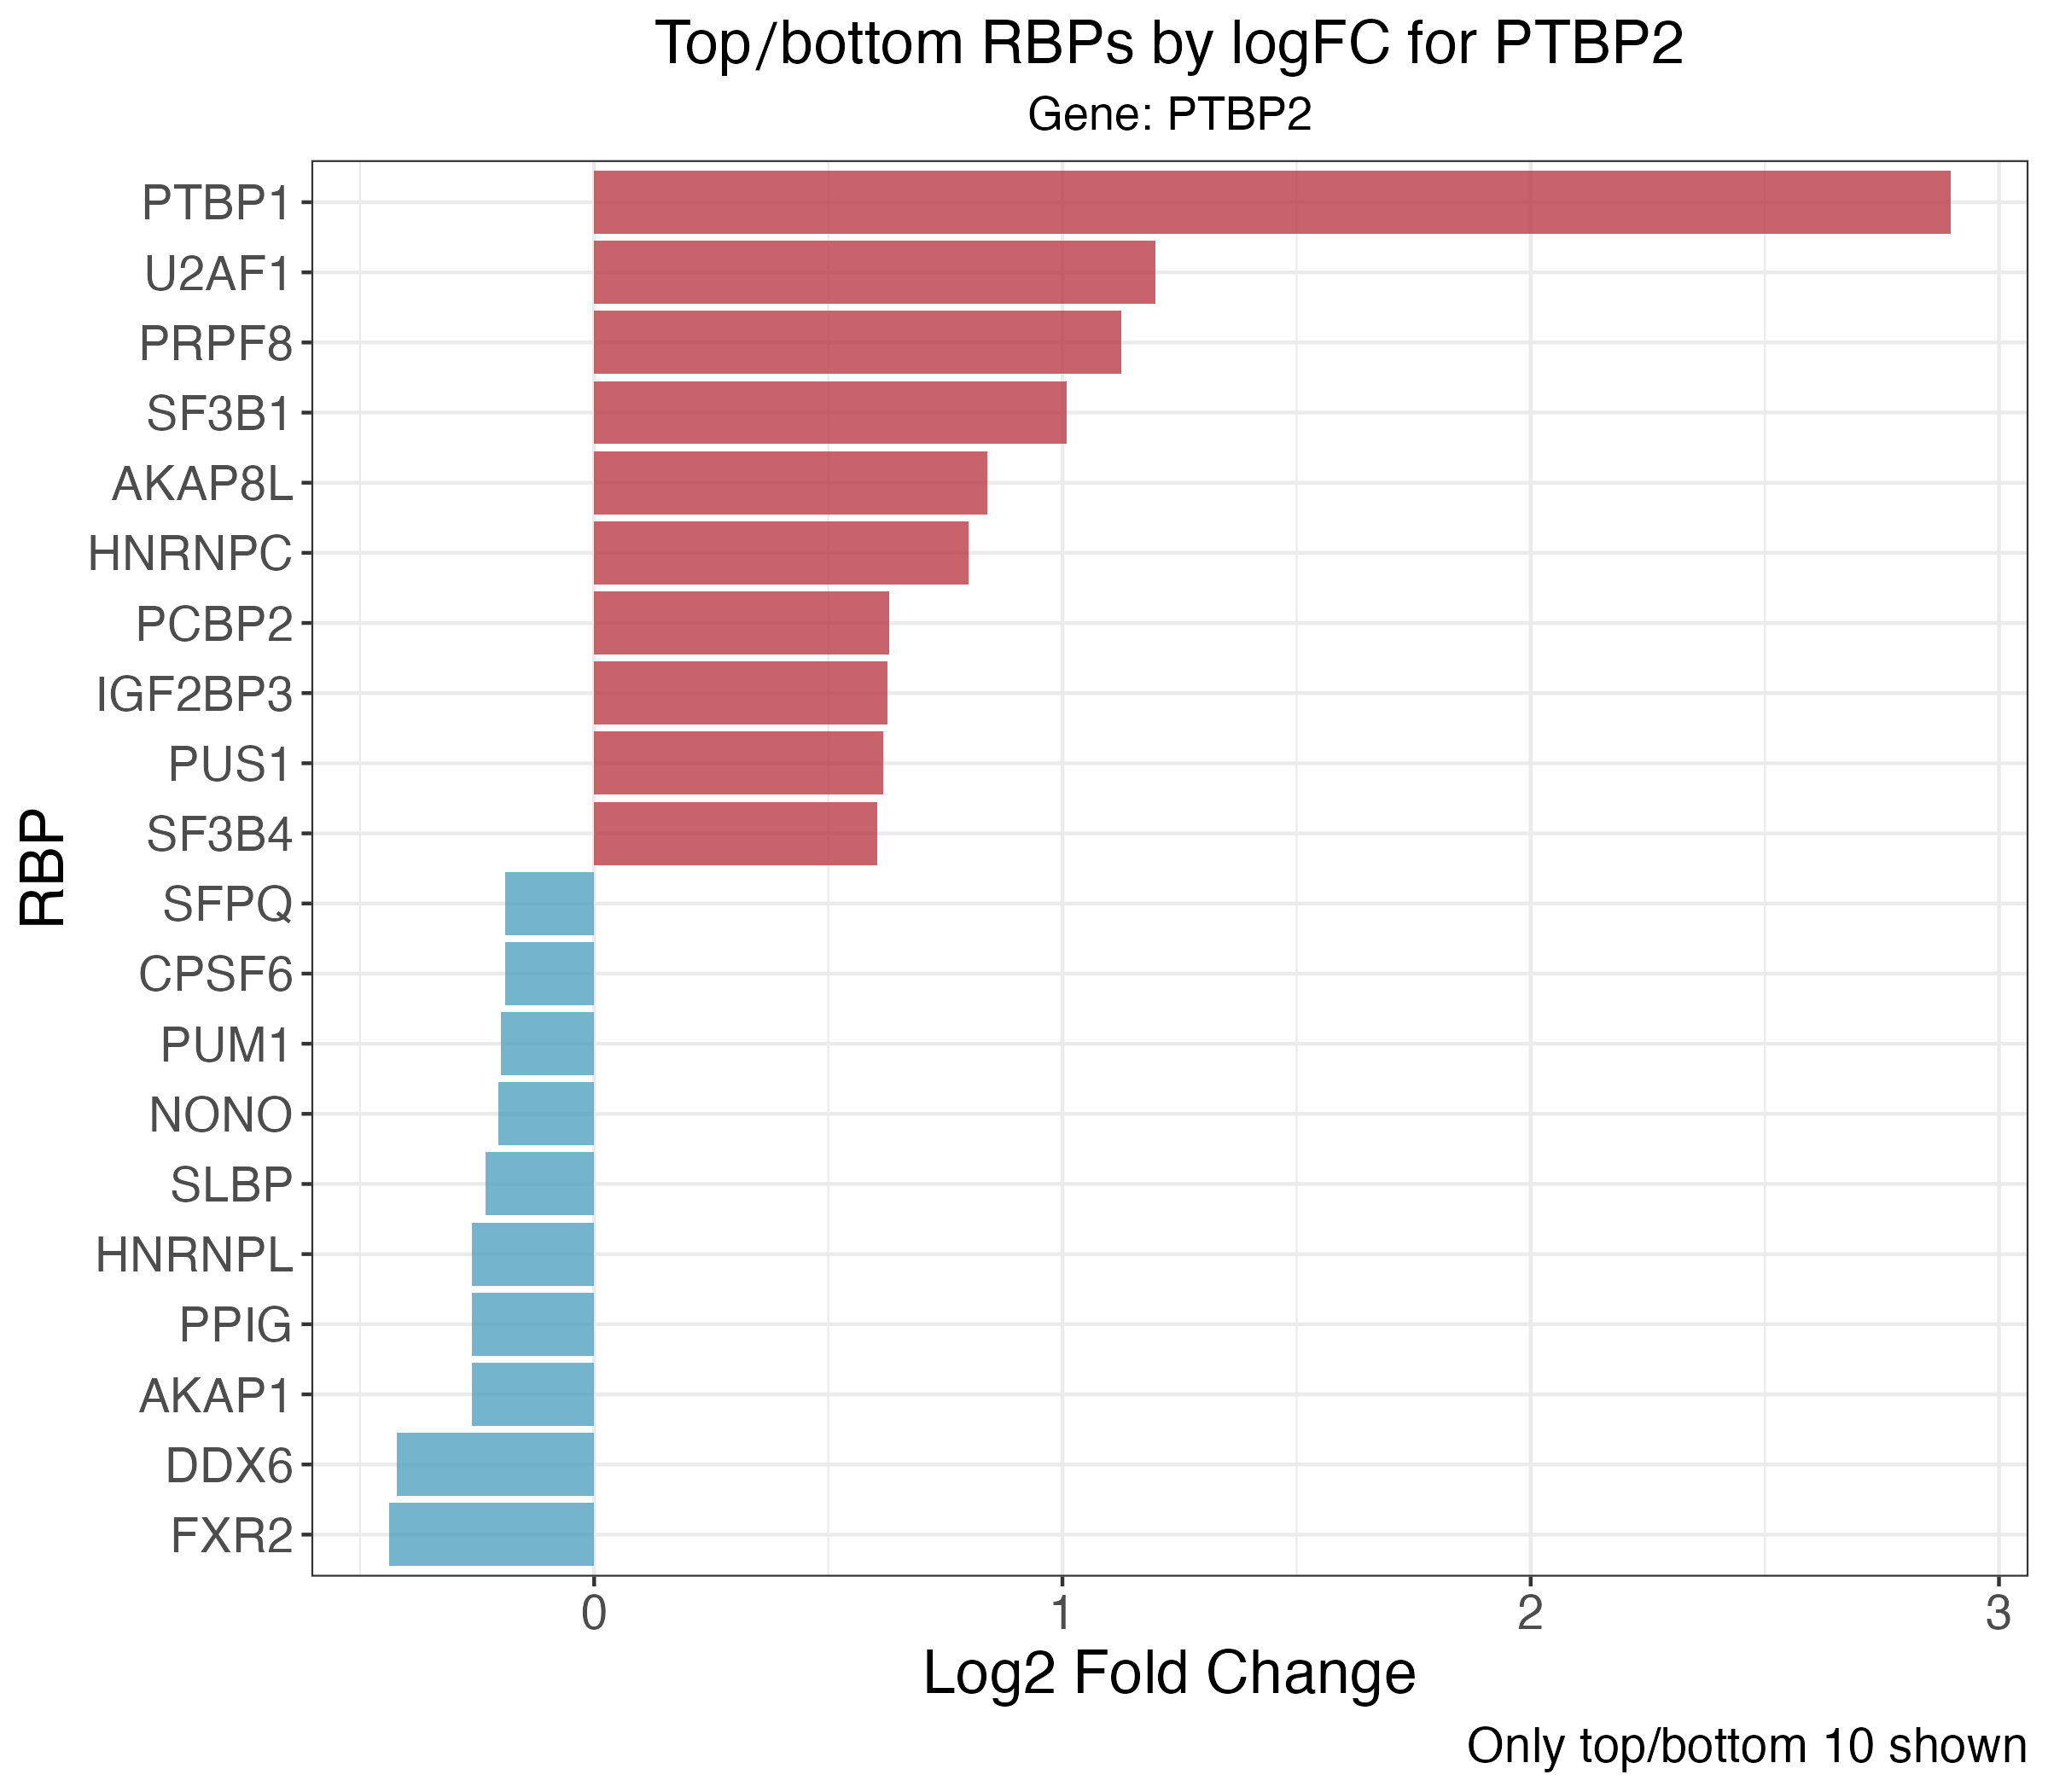 Top/bottom RBPs by logFC for PTBP2
Gene: PTBP2
PTBP1
U2AF1
PRPF8
SF3B1
AKAP8L
HNRNPC
PCBP2
IGF2BP3
PUS1
SF3B4
SFPQ
CPSF6
PUM1
NONO
SLBP
HNRNPL
PPIG
AKAP1
DDX6
FXR2
RBP
0 1 2 3
Log2 Fold Change
Only top/bottom 10 shown